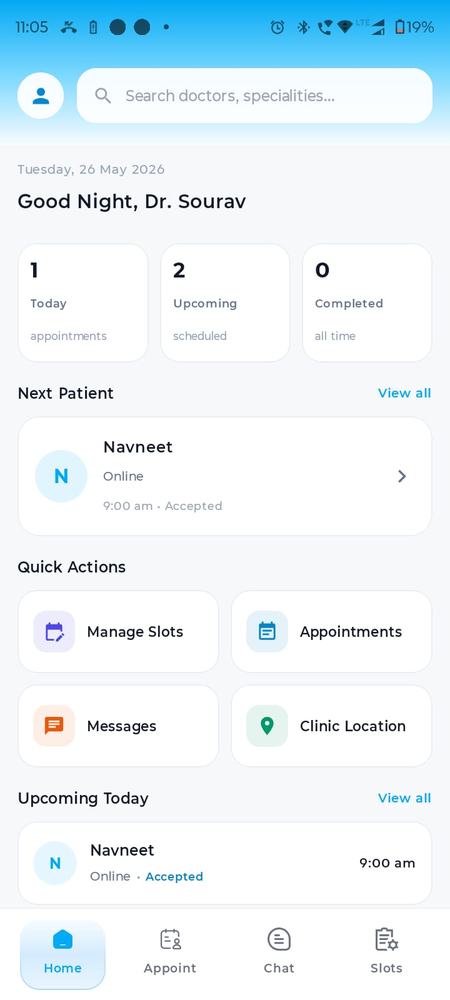 11:05
LTE
19%
Search doctors, specialities...
Tuesday, 26 May 2026
Good Night, Dr. Sourav
1
Today
appointments
2
Upcoming
scheduled
0
Completed
all time
Next Patient
View all
N
Navneet
Online
9:00 am • Accepted
Quick Actions
Manage Slots
Appointments
Messages
Clinic Location
Upcoming Today
View all
N
Navneet
Online • Accepted
9:00 am
Home
Appoint
Chat
Slots